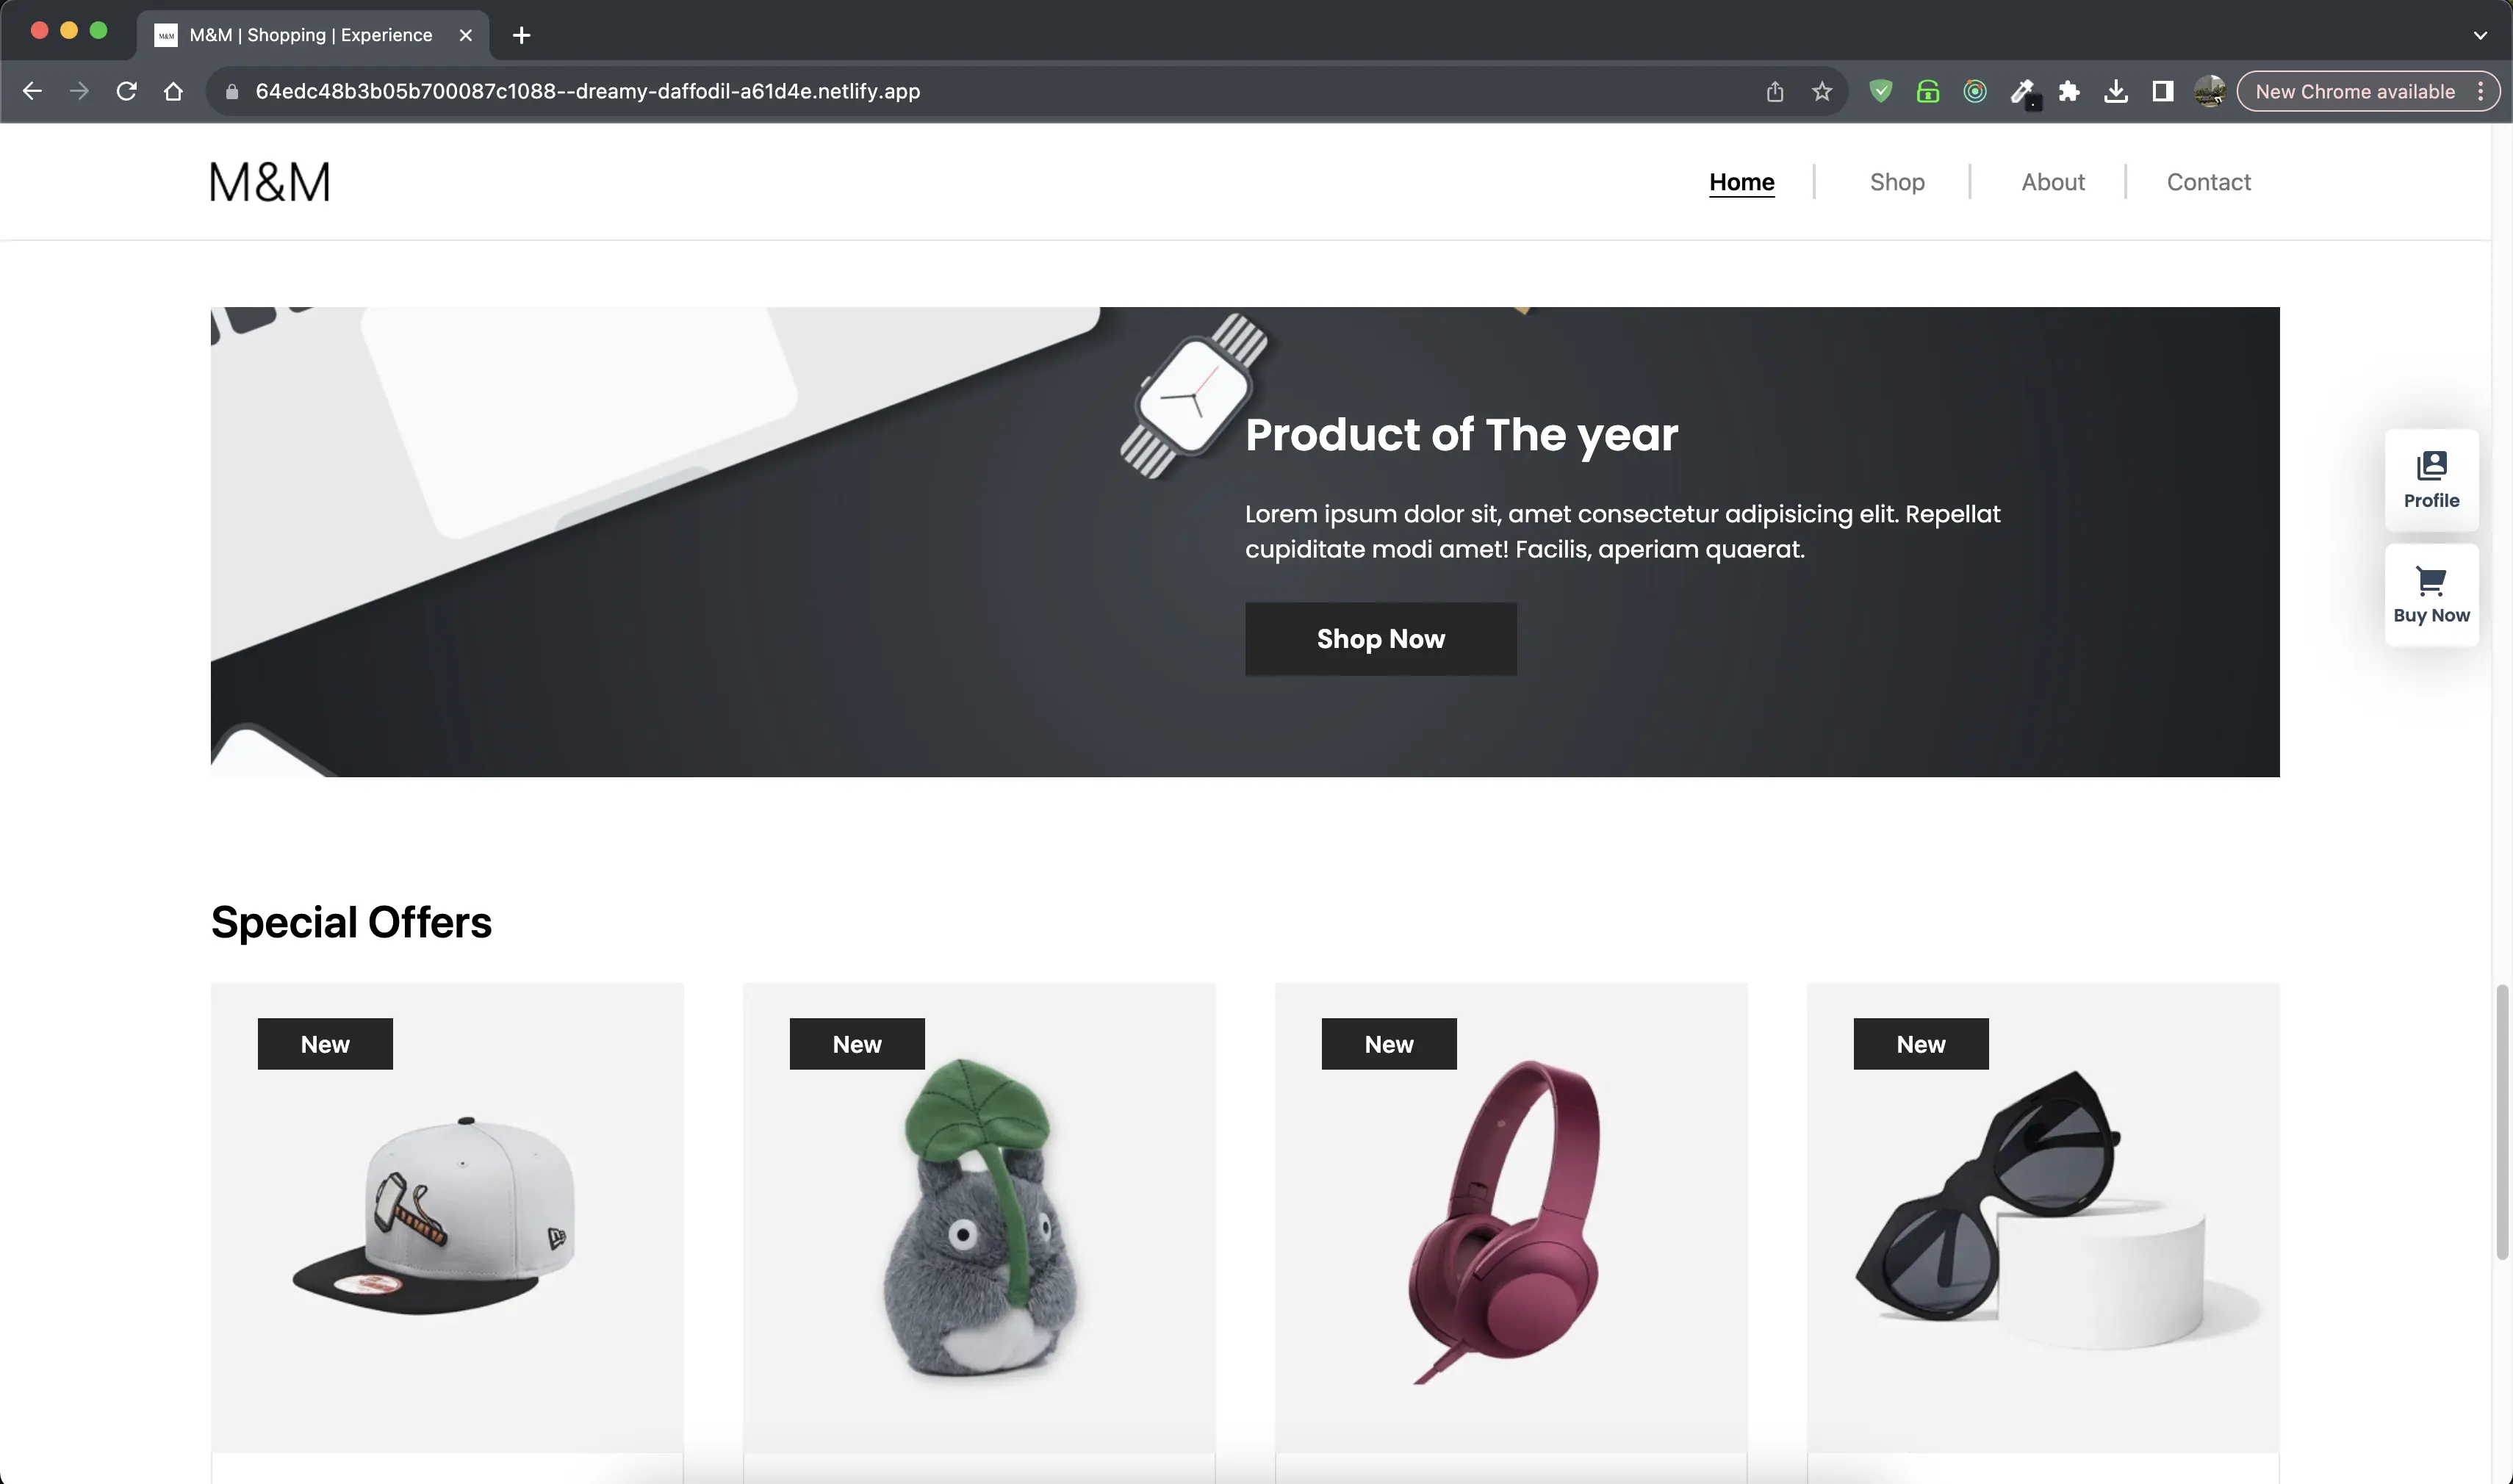 M&M | Shopping | Experience
64edc48b3b05b700087c1088--dreamy-daffodil-a61d4e.netlify.app
New Chrome available
M&M
Home
Shop
About
Contact
Product of The year
Lorem ipsum dolor sit, amet consectetur adipisicing elit. Repellat
cupiditate modi amet! Facilis, aperiam quaerat.
Shop Now
Profile
Buy Now
Special Offers
New
New
New
New